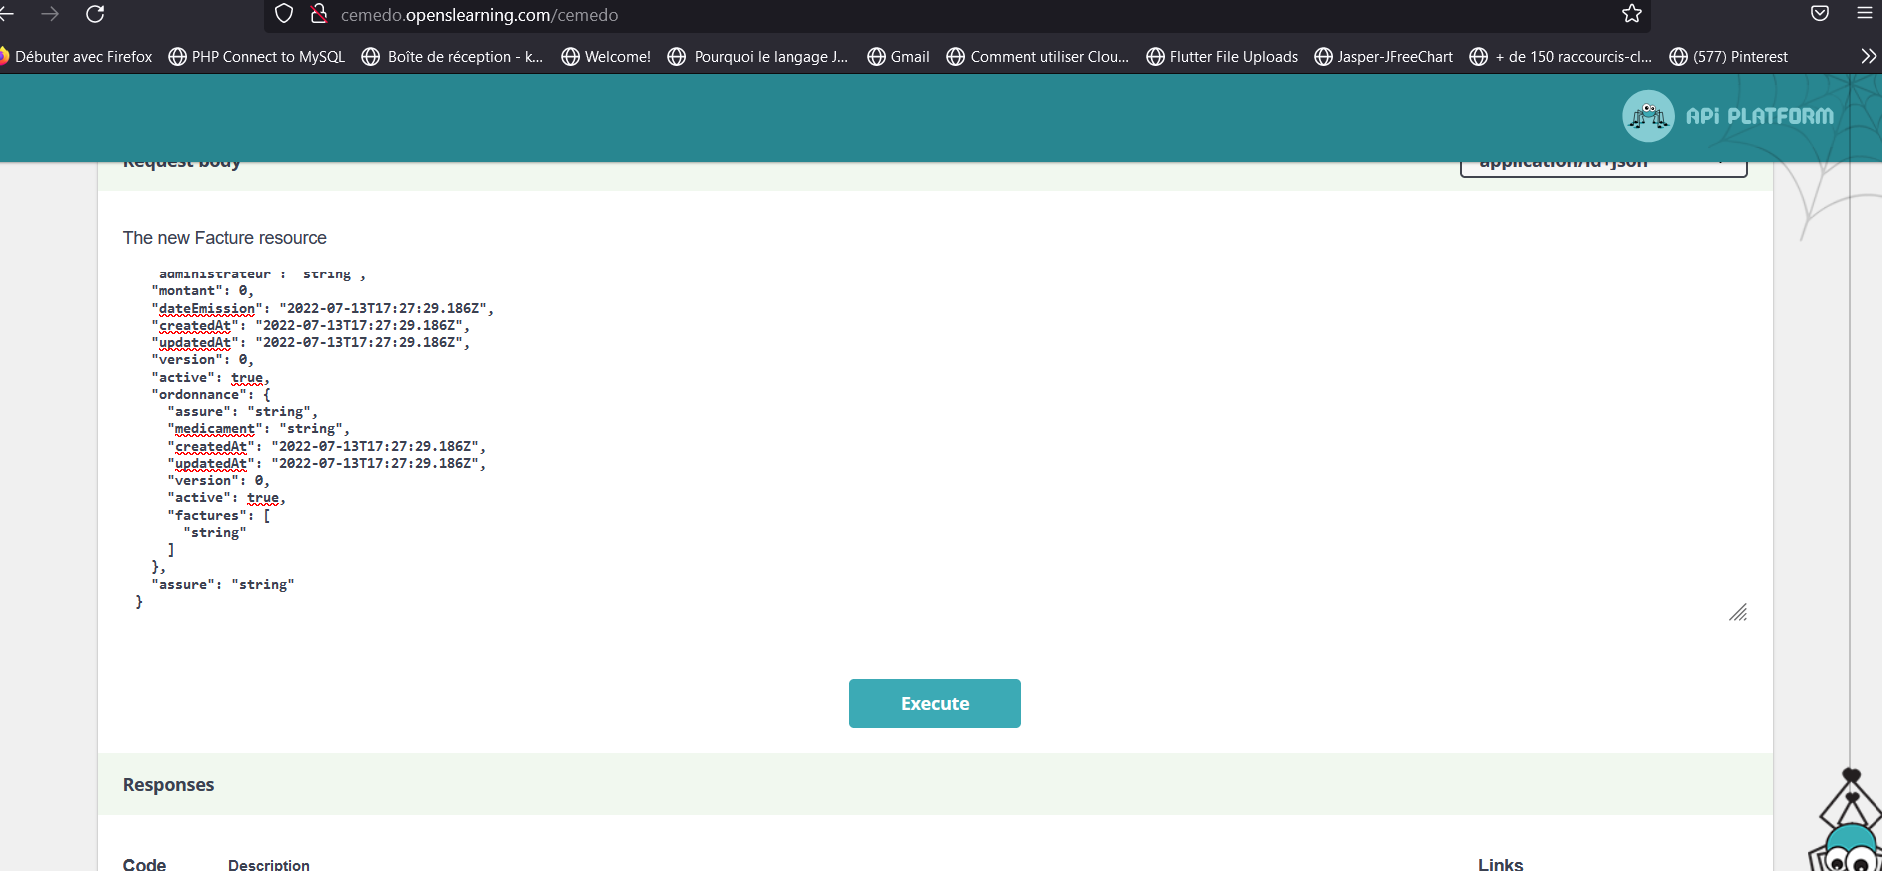 cemedo.openslearning.com/cemedo
Débuter avec Firefox PHP Connect to MySQL Boîte de réception - k... Welcome! Pourquoi le langage J... Gmail Comment utiliser Clou... Flutter File Uploads Jasper-JFreeChart + de 150 raccourcis-cl... (577) Pinterest
API PLATFORM
Request body application/ld+json
The new Facture resource
"administrateur": "string",
"montant": 0,
"dateEmission": "2022-07-13T17:27:29.186Z",
"createdAt": "2022-07-13T17:27:29.186Z",
"updatedAt": "2022-07-13T17:27:29.186Z",
"version": 0,
"active": true,
"ordonnance": {
"assure": "string",
"medicament": "string",
"createdAt": "2022-07-13T17:27:29.186Z",
"updatedAt": "2022-07-13T17:27:29.186Z",
"version": 0,
"active": true,
"factures": [
"string"
]
},
"assure": "string"
}
Execute
Responses
Code Description Links